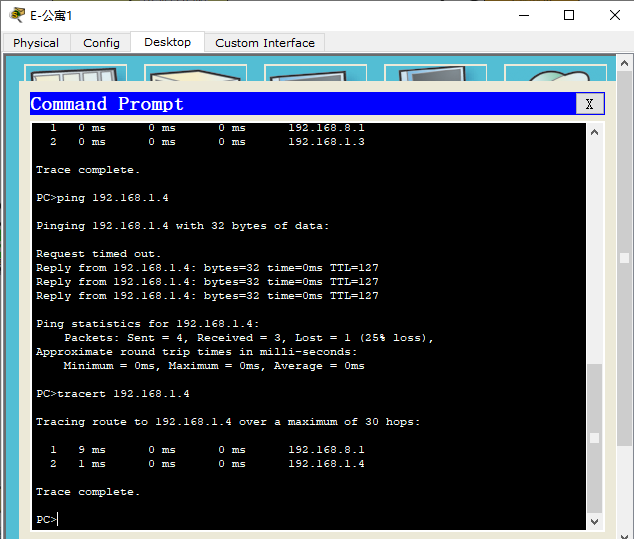 E-公寓1
Physical Config Desktop Custom Interface
Command Prompt X
1 0 ms 0 ms 0 ms 192.168.8.1
2 0 ms 0 ms 0 ms 192.168.1.3
Trace complete.
PC>ping 192.168.1.4
Pinging 192.168.1.4 with 32 bytes of data:
Request timed out.
Reply from 192.168.1.4: bytes=32 time=0ms TTL=127
Reply from 192.168.1.4: bytes=32 time=0ms TTL=127
Reply from 192.168.1.4: bytes=32 time=0ms TTL=127
Ping statistics for 192.168.1.4:
Packets: Sent = 4, Received = 3, Lost = 1 (25% loss),
Approximate round trip times in milli-seconds:
Minimum = 0ms, Maximum = 0ms, Average = 0ms
PC>tracert 192.168.1.4
Tracing route to 192.168.1.4 over a maximum of 30 hops:
1 9 ms 0 ms 0 ms 192.168.8.1
2 1 ms 0 ms 0 ms 192.168.1.4
Trace complete.
PC>